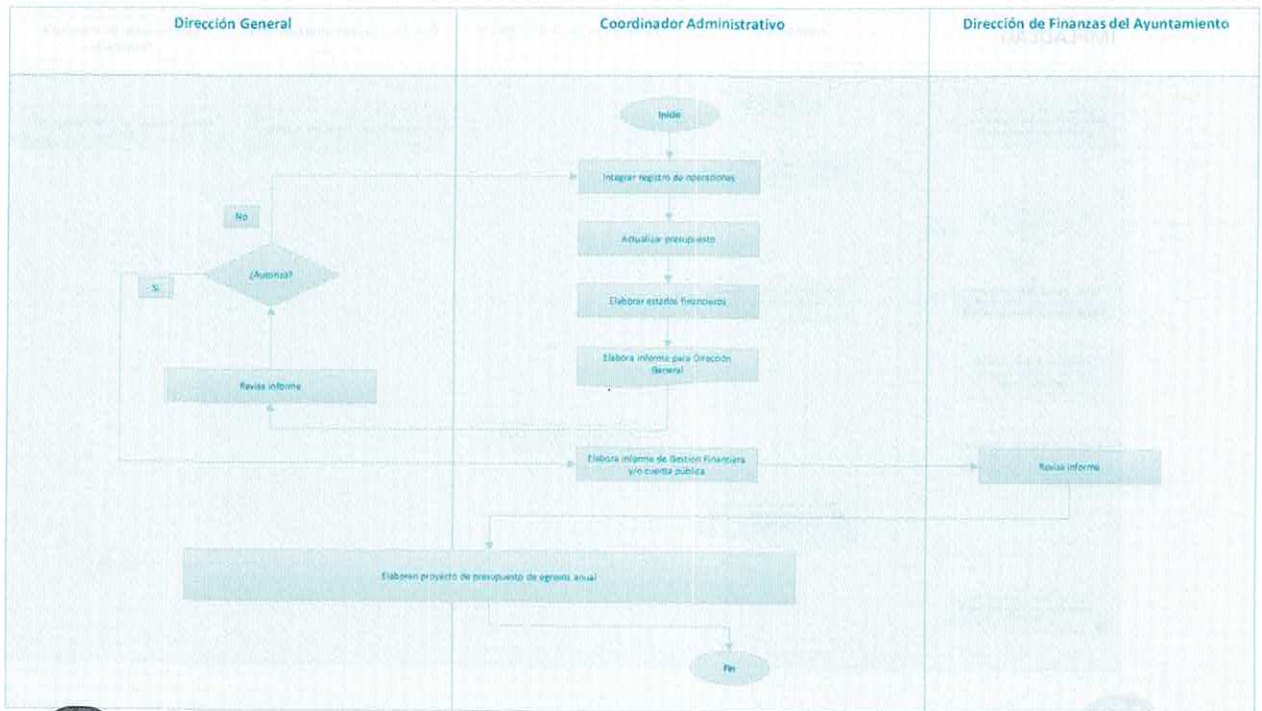 Dirección General
Coordinador Administrativo
Dirección de Finanzas del Ayuntamiento
Inicio
Integrar registro de operaciones
No
Actualizar presupuesto
¿Autoriza?
Si
Elaborar estados financieros
Elabora informe para Dirección
General
Revisa informe
Elabora informe de Gestión Financiera
y/o cuenta pública
Revisa informe
Elaboran proyecto de presupuesto de egresos anual
Fin